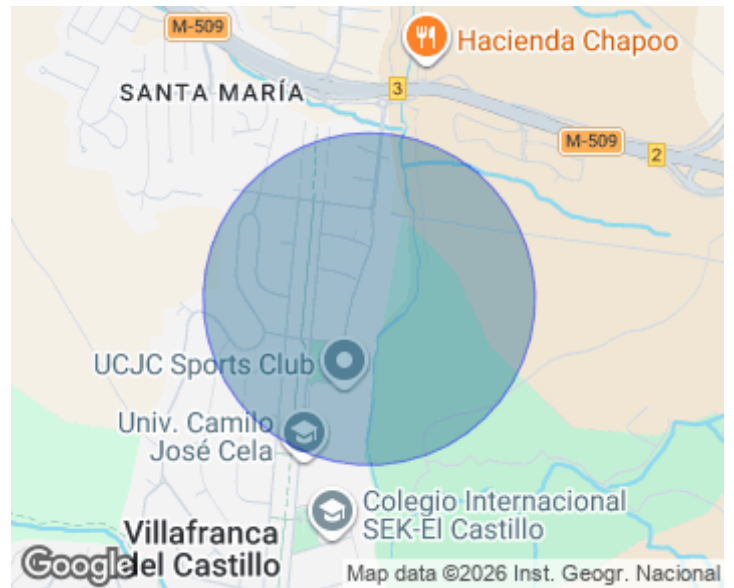 M-509
Hacienda Chapoo
SANTA MARÍA
3
M-509
2
UCJC Sports Club
Univ. Camilo
José Cela
Colegio Internacional
SEK-El Castillo
Villafranca
del Castillo
Google
Map data ©2026 Inst. Geogr. Nacional